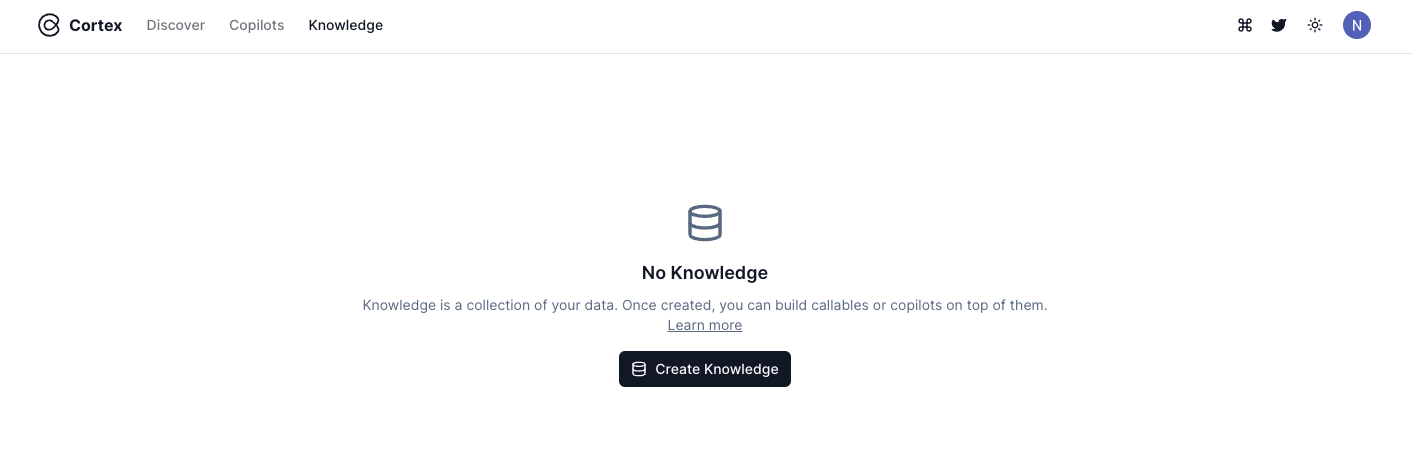 Cortex Discover Copilots Knowledge N
No Knowledge
Knowledge is a collection of your data. Once created, you can build callables or copilots on top of them.
Learn more
Create Knowledge